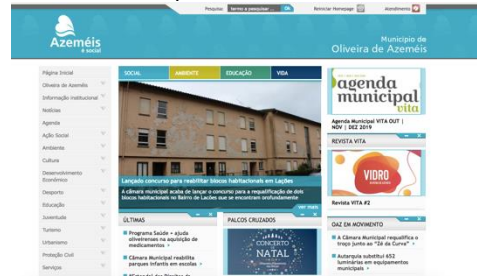 Pesquisa
termo a pesquisar ...
Ok
Reiniciar Homepage
Atendimento
Azeméis
é social
Município de
Oliveira de Azeméis
Página Inicial
Oliveira de Azeméis
Informação Institucional
Notícias
Agenda
Ação Social
Ambiente
Cultura
Desenvolvimento
Económico
Desporto
Educação
Juventude
Turismo
Urbanismo
Proteção Civil
Serviços
SOCIAL
AMBIENTE
EDUCAÇÃO
VIDA
Lançado concurso para reabilitar blocos habitacionais em Lações
A câmara municipal acaba de lançar o concurso para a requalificação de dois
blocos habitacionais no Bairro de Lações que se encontram profundamente
ver mais
ÚLTIMAS
Programa Saúde + ajuda
oliveirenses na aquisição de
medicamentos
Câmara Municipal reabilita
parques infantis em escolas
PALCOS CRUZADOS
CONCERTO
NATAL
agenda
municipal
vita
Agenda Municipal VITA OUT |
NOV | DEZ 2019
REVISTA VITA
VIDRO
Revista VITA #2
OAZ EM MOVIMENTO
A Câmara Municipal requalifica o
troço junto ao "Zé da Curva"
Autarquia substitui 652
luminárias em equipamentos
municipais